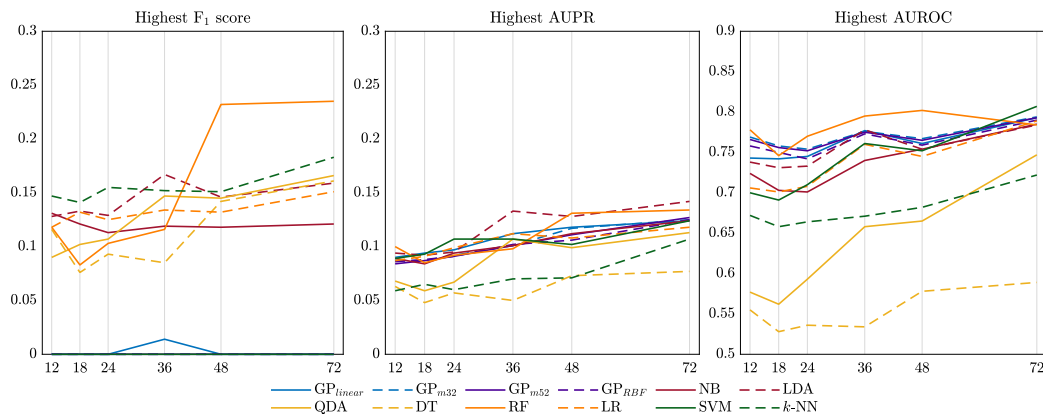 Highest F1 score
Highest AUPR
Highest AUROC
0.3
0.25
0.2
0.15
0.1
0.05
0
12 18 24 36 48 72
0.3
0.25
0.2
0.15
0.1
0.05
0
12 18 24 36 48 72
0.9
0.85
0.8
0.75
0.7
0.65
0.6
0.55
0.5
12 18 24 36 48 72
GPlinear GPm32 GPm52 GPRBF NB LDA
QDA DT RF LR SVM k-NN